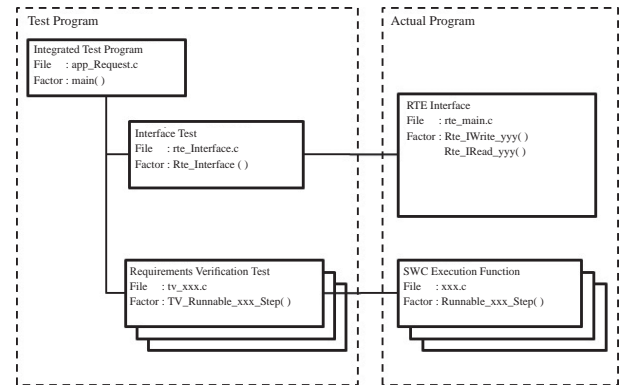 Test Program
Integrated Test Program
File : app_Request.c
Factor : main( )
Interface Test
File : rte_Interface.c
Factor : Rte_Interface ( )
Requirements Verification Test
File : tv_xxx.c
Factor : TV_Runnable_xxx_Step( )
Actual Program
RTE Interface
File : rte_main.c
Factor : Rte_IWrite_yyy( )
Rte_IRead_yyy( )
SWC Execution Function
File : xxx.c
Factor : Runnable_xxx_Step( )